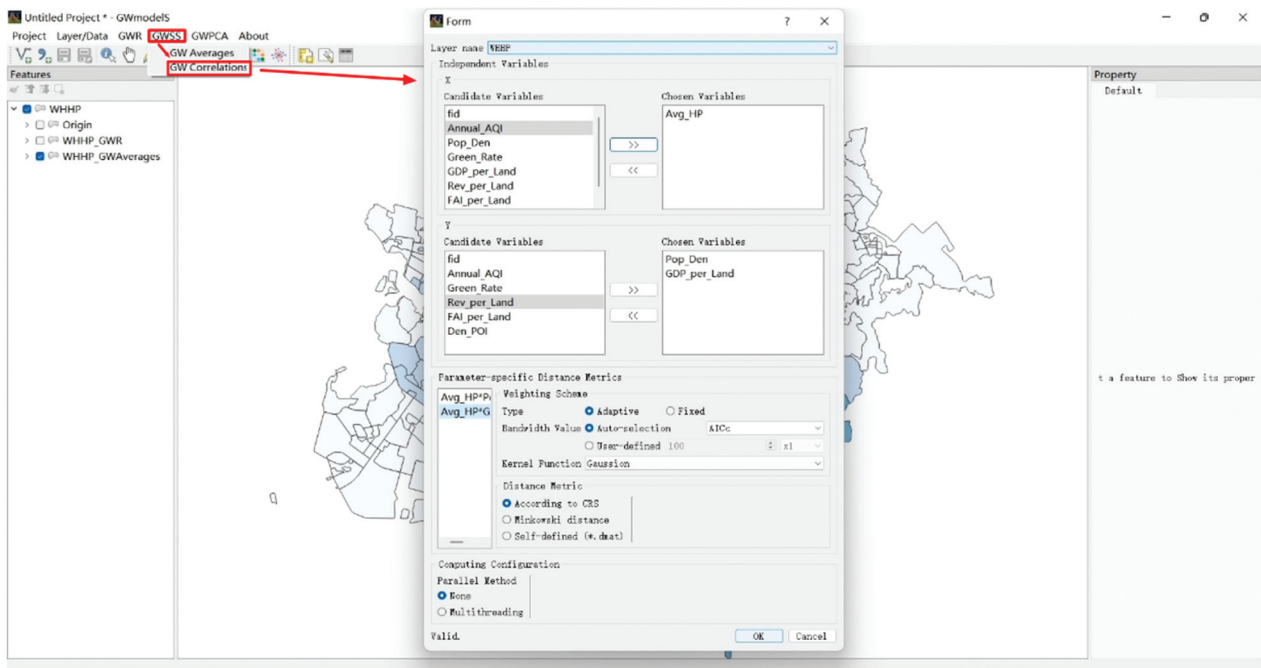 Untitled Project * - GWmodelS
Project Layer/Data GWR GWSS GWPCA About
GW Averages
GW Correlations
Features
WHHP
Origin
WHHP_GWR
WHHP_GWAverages
Form
Layer name WHHP
Independent Variables
X
Candidate Variables Chosen Variables
fid
Annual_AQI
Pop_Den
Green_Rate
GDP_per_Land
Rev_per_Land
FAI_per_Land
Avg_HP
>>
<<
Y
Candidate Variables Chosen Variables
fid
Annual_AQI
Green_Rate
Rev_per_Land
FAI_per_Land
Den_POI
Pop_Den
GDP_per_Land
>>
<<
Parameter-specific Distance Metrics
Avg_HP*P
Avg_HP*G
Weighting Scheme
Type Adaptive Fixed
Bandwidth Value Auto-selection AICc
User-defined 100 x1
Kernel Function Gaussion
Distance Metric
According to CRS
Minkowski distance
Self-defined (*.dmat)
Computing Configuration
Parallel Method
None
Multithreading
Valid.
OK Cancel
Property
Default
t a feature to Show its proper